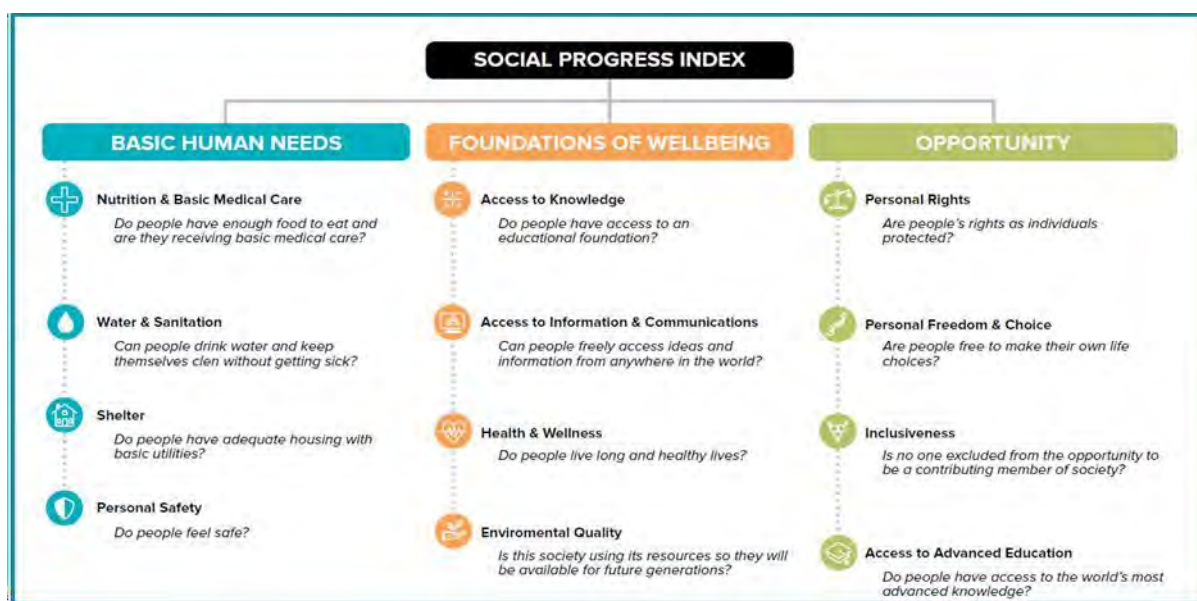 SOCIAL PROGRESS INDEX
BASIC HUMAN NEEDS
Nutrition & Basic Medical Care
Do people have enough food to eat and
are they receiving basic medical care?
Water & Sanitation
Can people drink water and keep
themselves clen without getting sick?
Shelter
Do people have adequate housing with
basic utilities?
Personal Safety
Do people feel safe?
FOUNDATIONS OF WELLBEING
Access to Knowledge
Do people have access to an
educational foundation?
Access to Information & Communications
Can people freely access ideas and
information from anywhere in the world?
Health & Wellness
Do people live long and healthy lives?
Enviromental Quality
Is this society using its resources so they will
be available for future generations?
OPPORTUNITY
Personal Rights
Are people's rights as individuals
protected?
Personal Freedom & Choice
Are people free to make their own life
choices?
Inclusiveness
Is no one excluded from the opportunity to
be a contributing member of society?
Access to Advanced Education
Do people have access to the world's most
advanced knowledge?